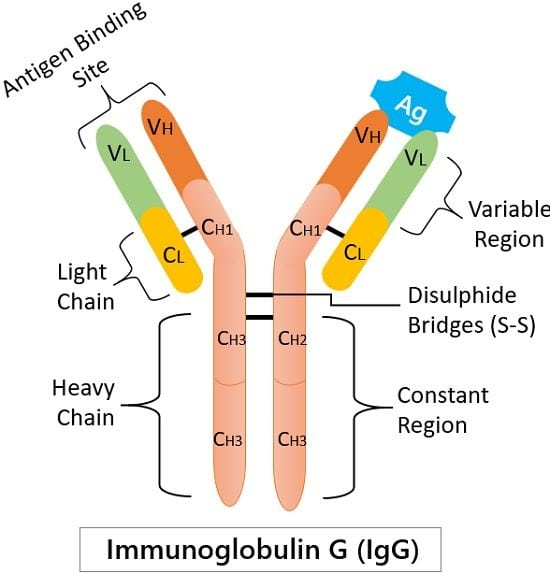 Antigen Binding
Site
Ag
VH
VH
VL
VL
CH1
CH1
CL
CL
Variable
Region
Light
Chain
Disulphide
Bridges (S-S)
CH3
CH2
Heavy
Chain
Constant
Region
CH3
CH3
Immunoglobulin G (IgG)